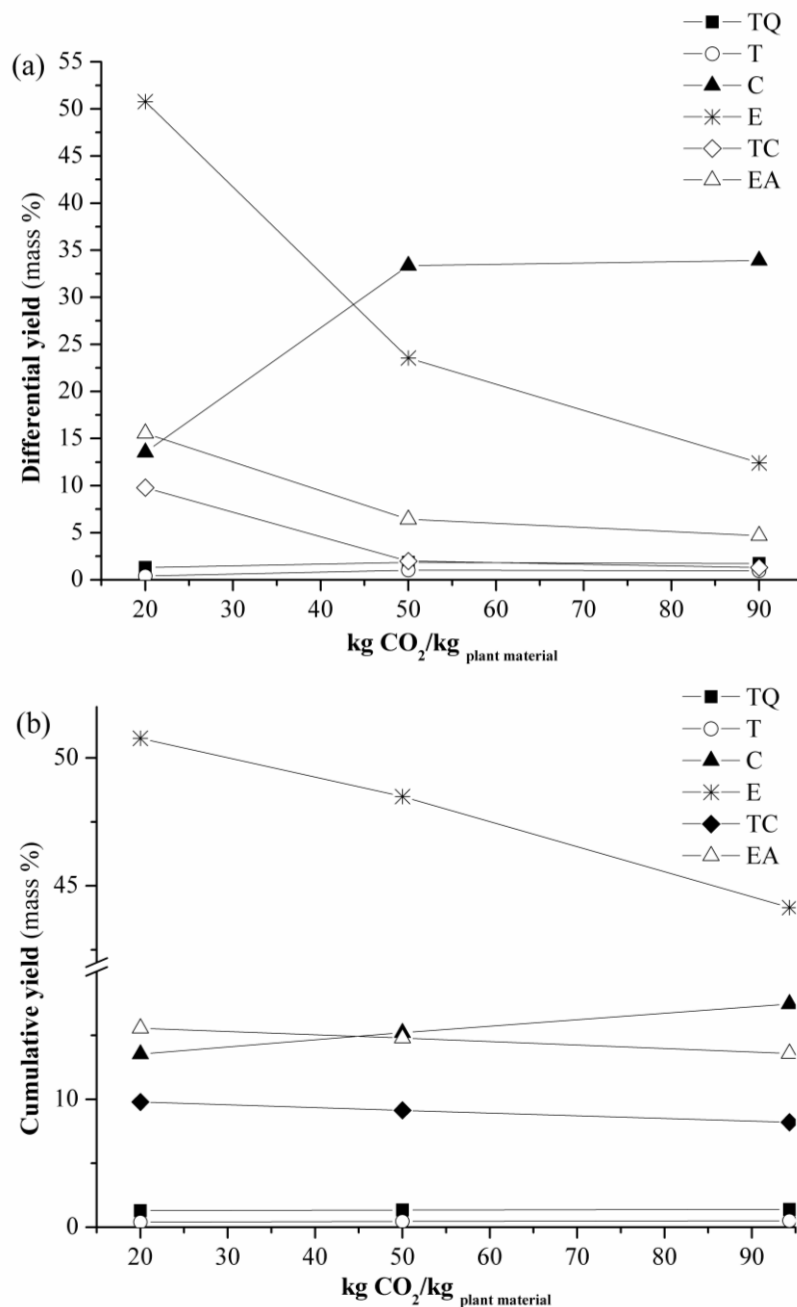 (a)
TQ
T
C
E
TC
EA
55
50
45
40
35
30
25
20
15
10
5
0
Differential yield (mass %)
20 30 40 50 60 70 80 90
kg CO₂/kg plant material
(b)
TQ
T
C
E
TC
EA
50
45
10
0
Cumulative yield (mass %)
20 30 40 50 60 70 80 90
kg CO₂/kg plant material